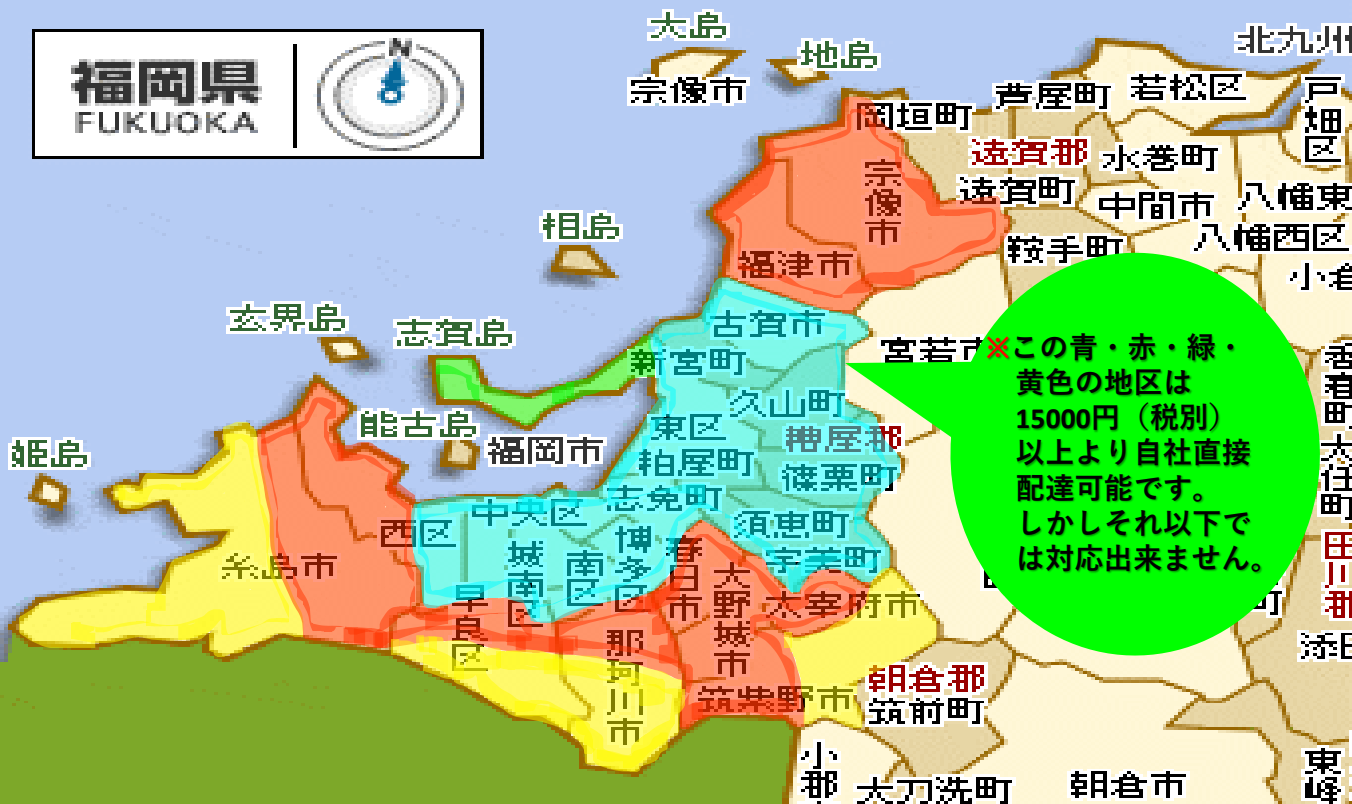 福岡県
FUKUOKA
N
大島
地島
宗像市
北九州
岡垣町
芦屋町
若松区
戸畑区
遠賀郡
水巻町
宗像市
遠賀町
中間市
八幡東
相島
福津市
鞍手町
八幡西区
小倉
玄界島
志賀島
古賀市
新宮町
宮若市
※この青・赤・緑・
黄色の地区は
15000円（税別）
以上より自社直接
配達可能です。
しかしそれ以下で
は対応出来ません。
香春町
久山町
能古島
福岡市
東区
糟屋郡
姫島
粕屋町
篠栗町
大任町
志免町
中央区
西区
須恵町
博多区
春日市
城南区
南区
宇美町
糸島市
大野城市
太宰府市
田川郡
町
早良区
那珂川市
添田
朝倉郡
筑紫野市
筑前町
小郡
大刀洗町
朝倉市
東峰